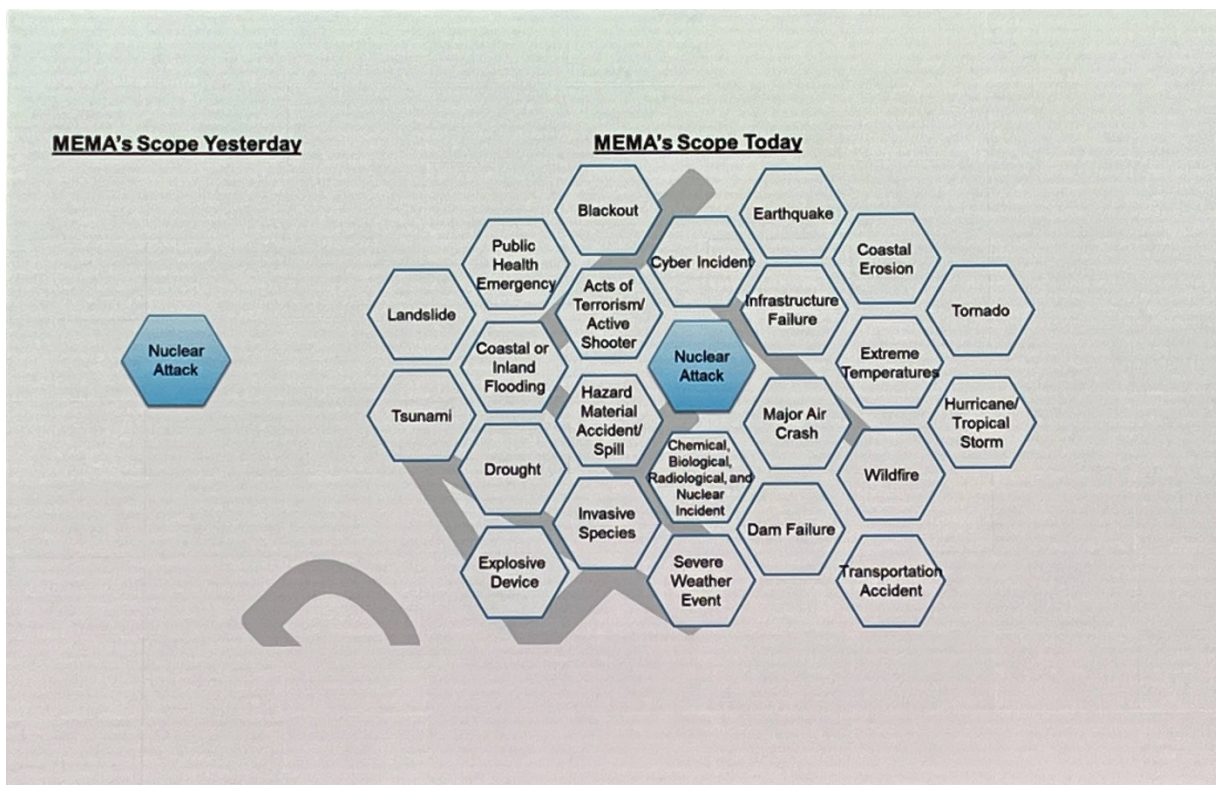 MEMA's Scope Yesterday
Nuclear
Attack
MEMA's Scope Today
Blackout
Earthquake
Public
Health
Emergency
Cyber Incident
Coastal
Erosion
Landslide
Acts of
Terrorism/
Active
Shooter
Infrastructure
Failure
Tornado
Coastal or
Inland
Flooding
Nuclear
Attack
Extreme
Temperatures
Tsunami
Hazard
Material
Accident/
Spill
Major Air
Crash
Hurricane/
Tropical
Storm
Drought
Chemical,
Biological,
Radiological, and
Nuclear
Incident
Wildfire
Invasive
Species
Dam Failure
Explosive
Device
Severe
Weather
Event
Transportation
Accident